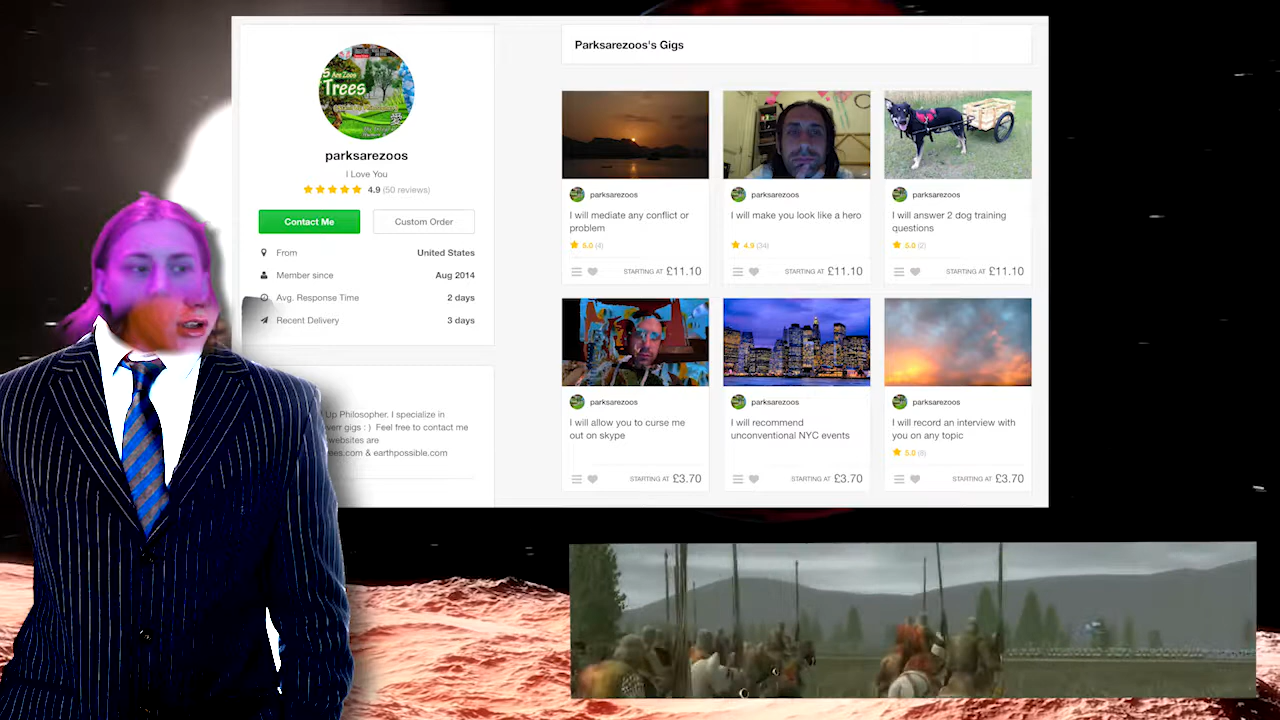 Parksarezoos's Gigs
Trees
parksarezoos
I Love You
4.9 (50 reviews)
Contact Me
Custom Order
From United States
Member since Aug 2014
Avg. Response Time 2 days
Recent Delivery 3 days
Up Philosopher. I specialize in
gigs : ) Feel free to contact me
websites are
& earthpossible.com
parksarezoos
I will mediate any conflict or
problem
5.0 (4)
STARTING AT £11.10
parksarezoos
I will make you look like a hero
4.9 (34)
STARTING AT £11.10
parksarezoos
I will answer 2 dog training
questions
5.0 (2)
STARTING AT £11.10
parksarezoos
I will allow you to curse me
out on skype
STARTING AT £3.70
parksarezoos
I will recommend
unconventional NYC events
STARTING AT £3.70
parksarezoos
I will record an interview with
you on any topic
5.0 (9)
STARTING AT £3.70